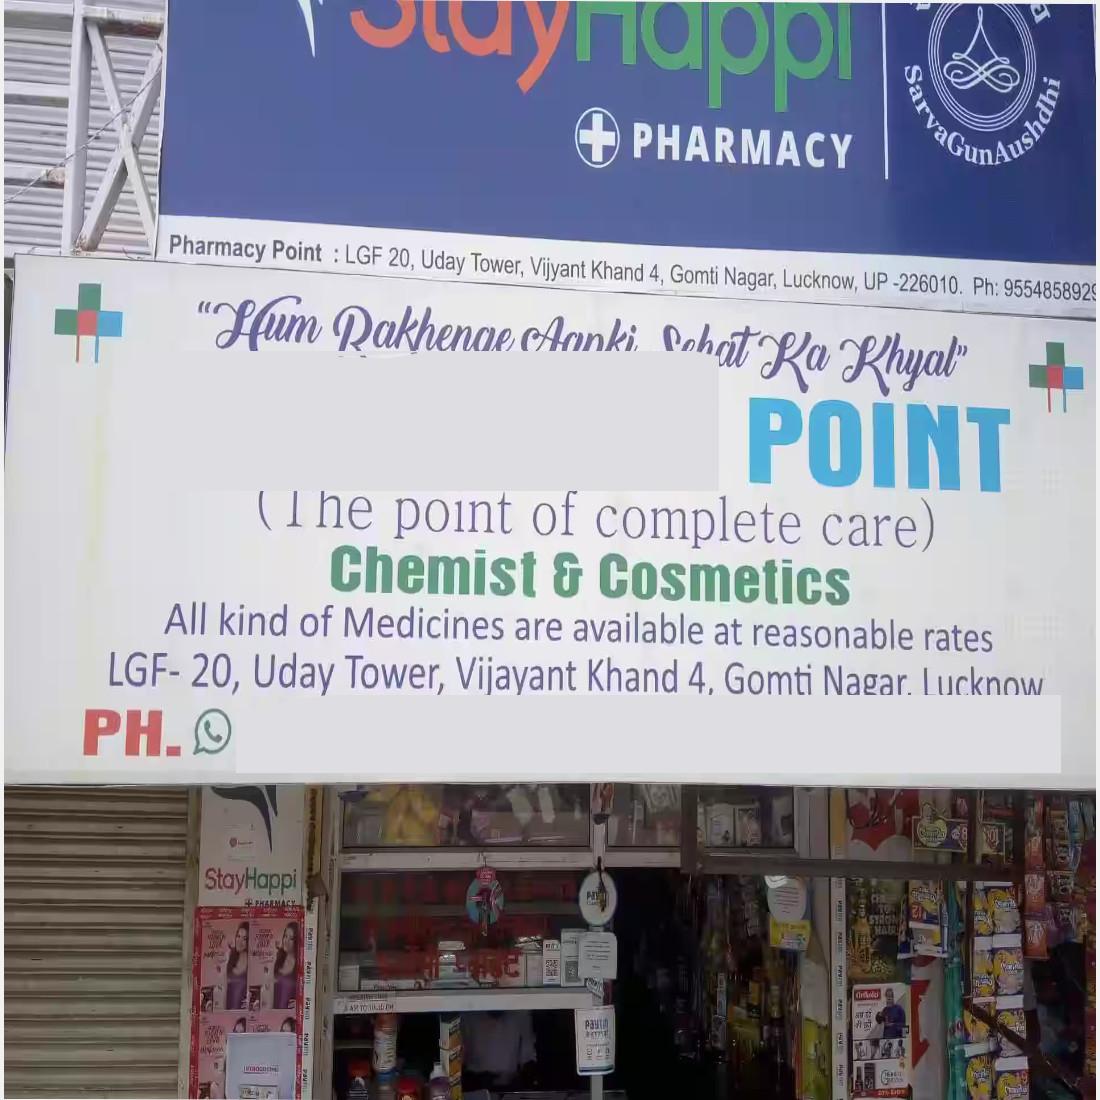 StayHappi
PHARMACY
SarvaGunAushdhi
Pharmacy Point : LGF 20, Uday Tower, Vijyant Khand 4, Gomti Nagar, Lucknow, UP -226010. Ph: 9554858929
"Hum Rakhenge Aapki Sehat Ka Khyal"
POINT
(The point of complete care)
Chemist & Cosmetics
All kind of Medicines are available at reasonable rates
LGF- 20, Uday Tower, Vijayant Khand 4, Gomti Nagar, Lucknow
PH.
StayHappi
PHARMACY